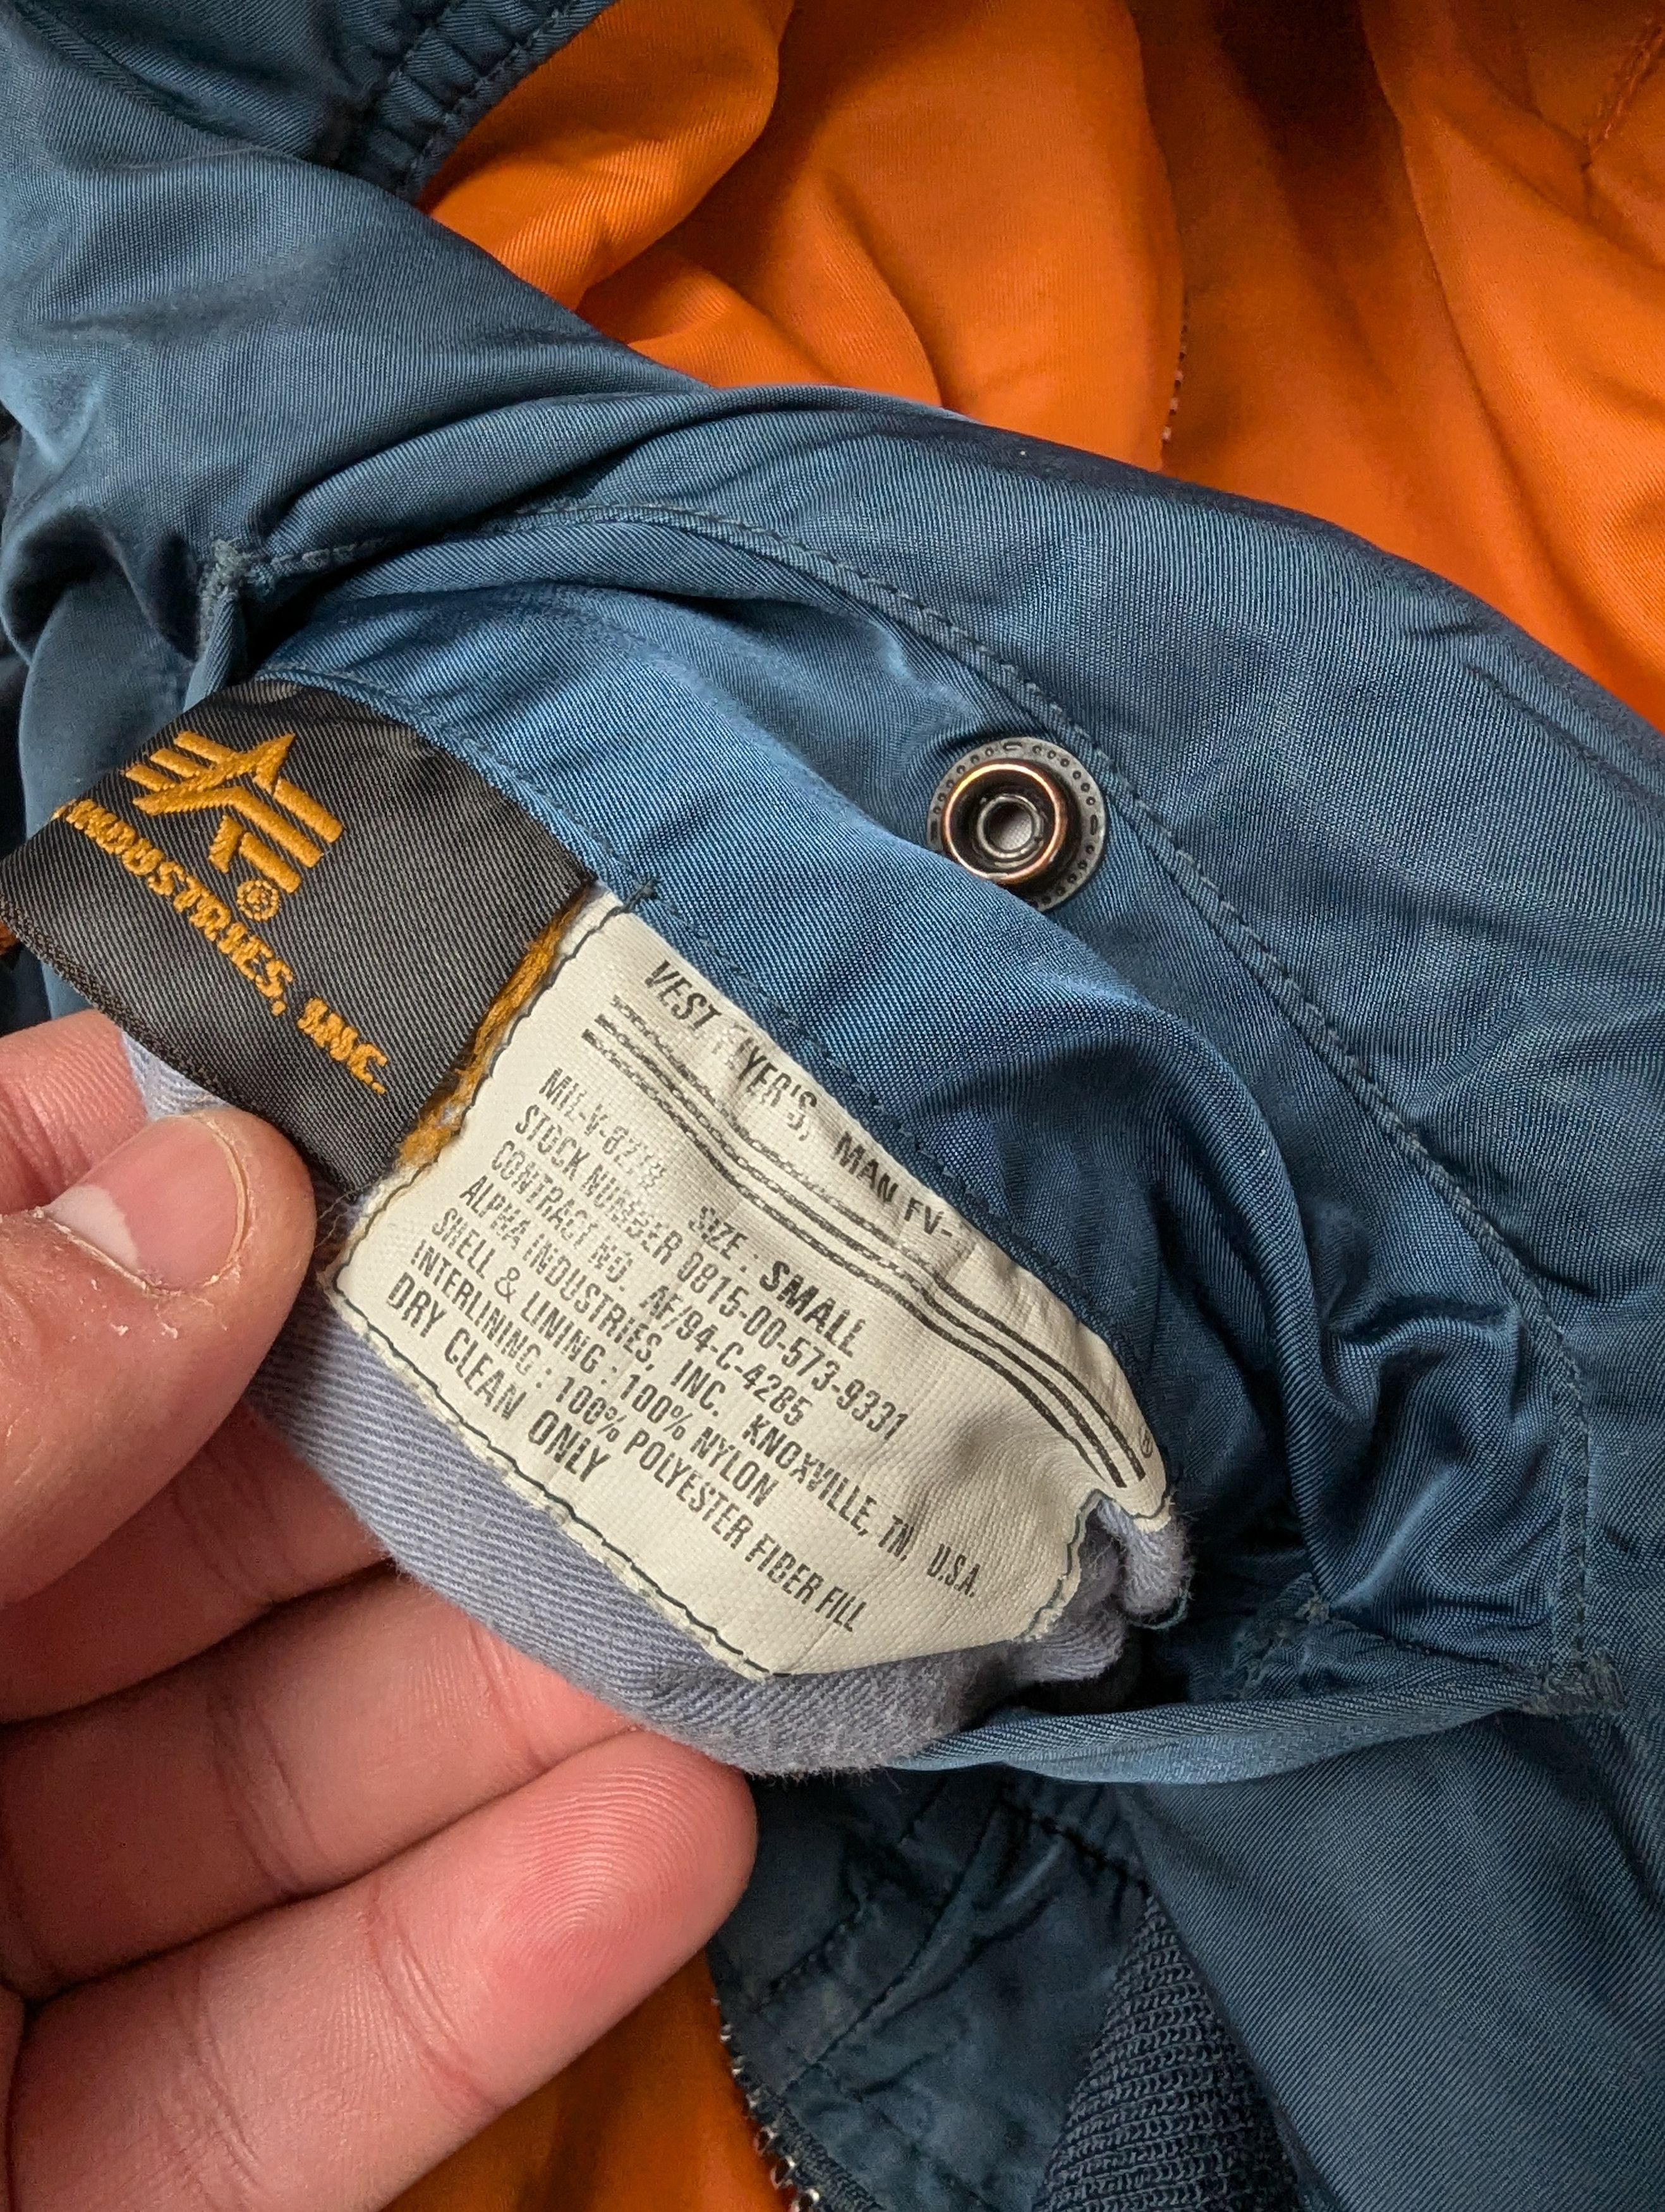 INDUSTRIES, INC.
®
VEST FLYER'S, MAN FV-
SIZE : SMALL
STOCK NUMBER 0815-00-573-9331
CONTRACT NO. AF/94-C-4285
ALPHA INDUSTRIES, INC. KNOXVILLE, TN, U.S.A.
SHELL & LINING : 100% NYLON
INTERLINING : 100% POLYESTER FIBER FILL
DRY CLEAN ONLY